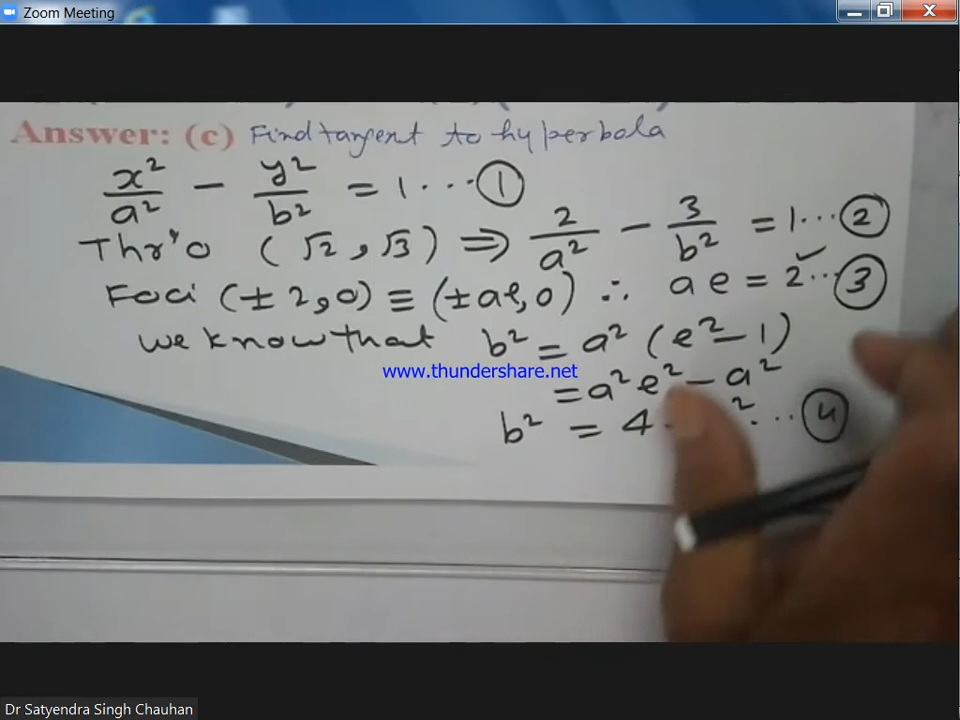 Zoom Meeting
Answer: (c) Find tangent to hyperbola
x²/a² - y²/b² = 1 ... ①
Thr'o (√2, √3) ⇒ 2/a² - 3/b² = 1 ... ②
Foci (± 2, 0) ≡ (± ae, 0) ∴ ae = 2 ... ③
we know that b² = a² (e² - 1)
www.thundershare.net
= a²e² - a²
b² = 4 ² ... ④
Dr Satyendra Singh Chauhan